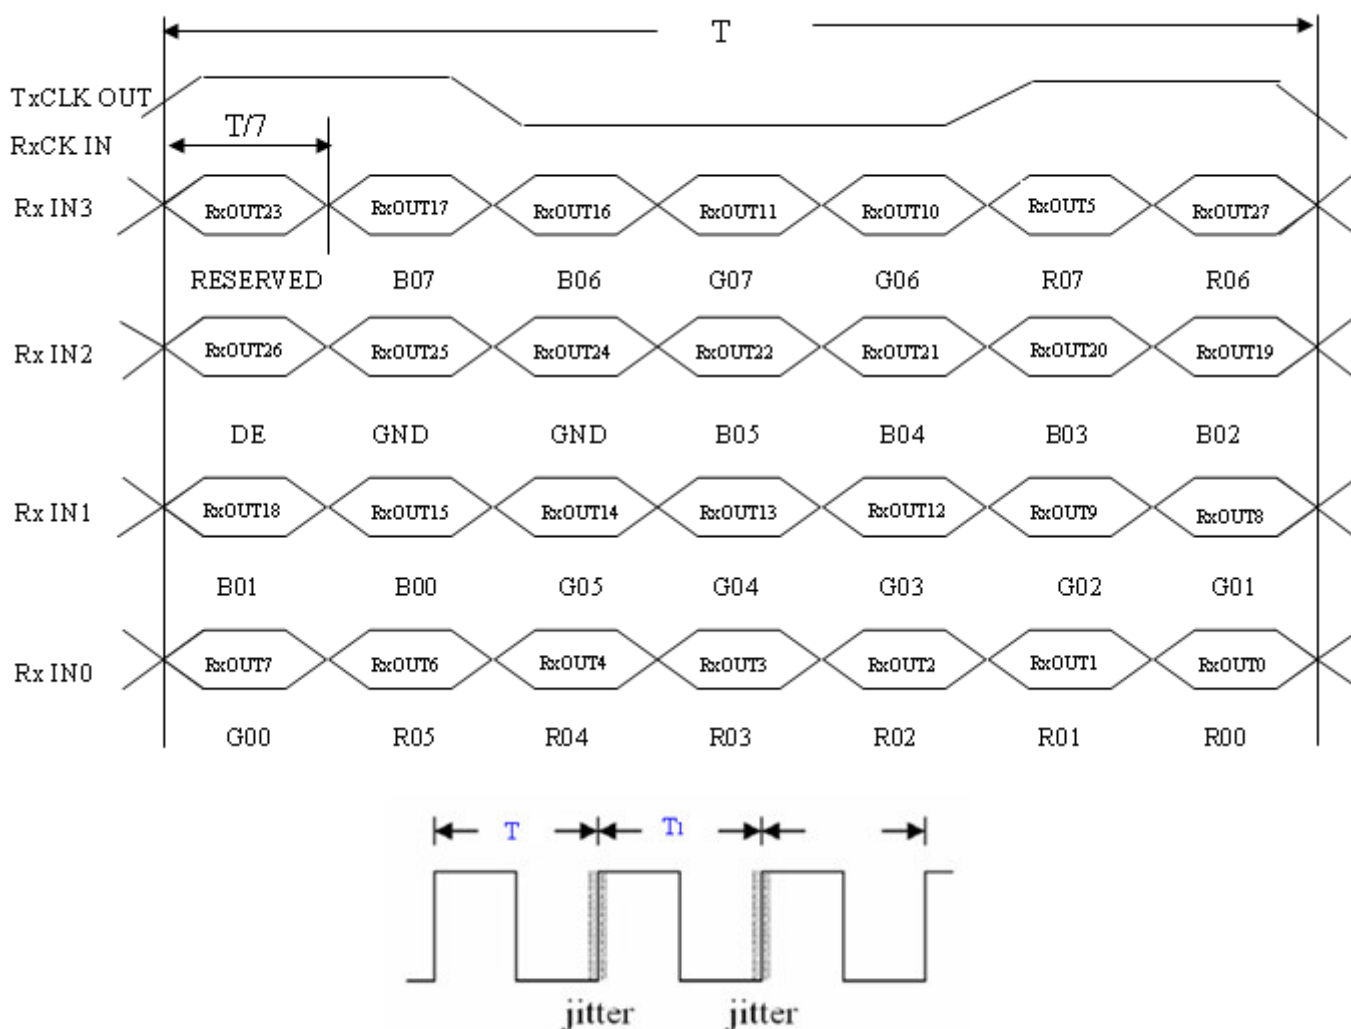 T
TxCLK OUT
T/7
RxCK IN
Rx IN3 RxOUT23 RxOUT17 RxOUT16 RxOUT11 RxOUT10 RxOUT5 RxOUT27
RESERVED B07 B06 G07 G06 R07 R06
Rx IN2 RxOUT26 RxOUT25 RxOUT24 RxOUT22 RxOUT21 RxOUT20 RxOUT19
DE GND GND B05 B04 B03 B02
Rx IN1 RxOUT18 RxOUT15 RxOUT14 RxOUT13 RxOUT12 RxOUT9 RxOUT8
B01 B00 G05 G04 G03 G02 G01
Rx IN0 RxOUT7 RxOUT6 RxOUT4 RxOUT3 RxOUT2 RxOUT1 RxOUT0
G00 R05 R04 R03 R02 R01 R00
T T1
jitter jitter